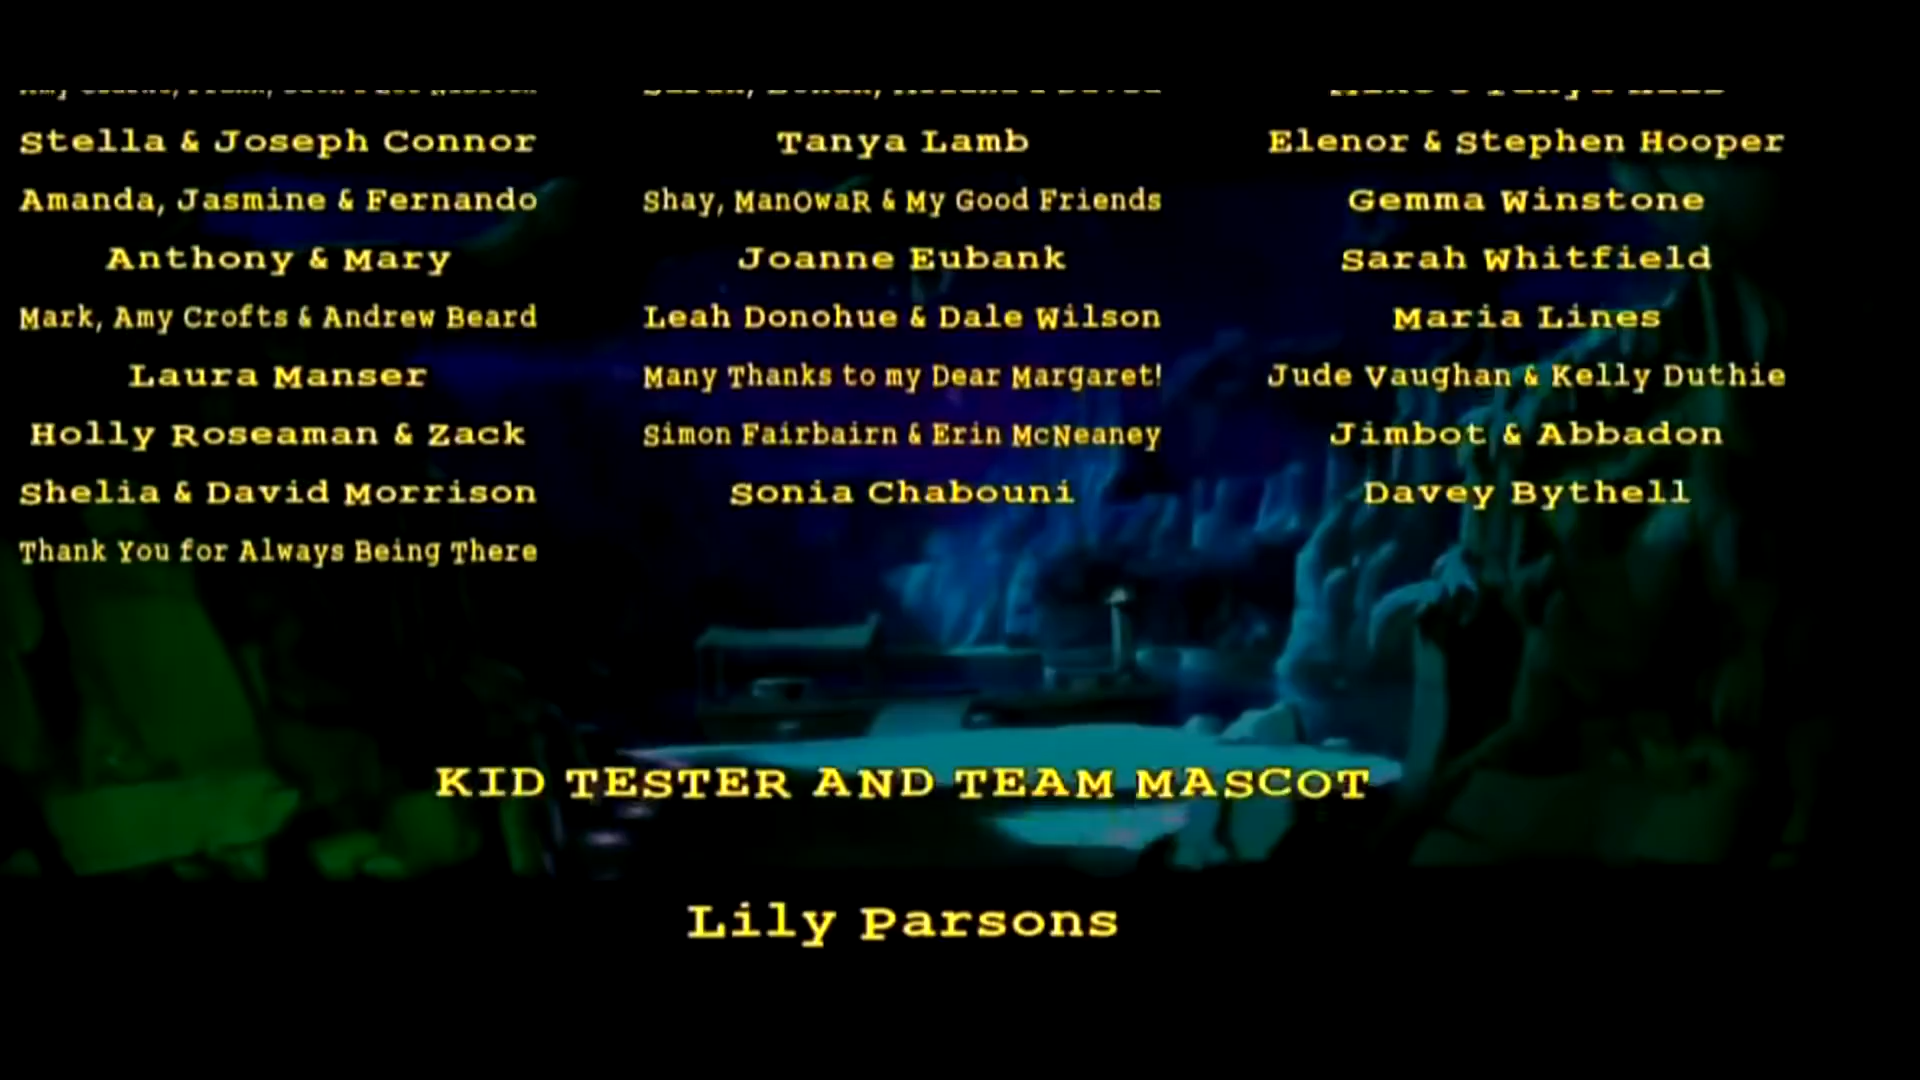 Stella & Joseph Connor
Tanya Lamb
Elenor & Stephen Hooper
Amanda, Jasmine & Fernando
Shay, ManOwaR & My Good Friends
Gemma Winstone
Anthony & Mary
Joanne Eubank
Sarah Whitfield
Mark, Amy Crofts & Andrew Beard
Leah Donohue & Dale Wilson
Maria Lines
Laura Manser
Many Thanks to my Dear Margaret!
Jude Vaughan & Kelly Duthie
Holly Roseaman & Zack
Simon Fairbairn & Erin McNeaney
Jimbot & Abbadon
Shelia & David Morrison
Sonia Chabouni
Davey Bythell
Thank You for Always Being There
KID TESTER AND TEAM MASCOT
Lily Parsons